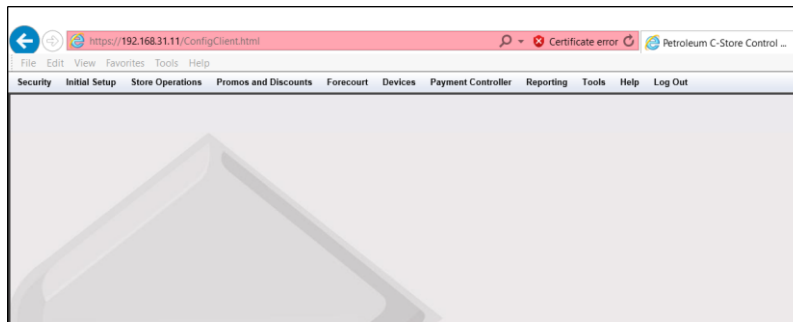 https://192.168.31.11/ConfigClient.html Certificate error Petroleum C-Store Control ...
File Edit View Favorites Tools Help
Security Initial Setup Store Operations Promos and Discounts Forecourt Devices Payment Controller Reporting Tools Help Log Out